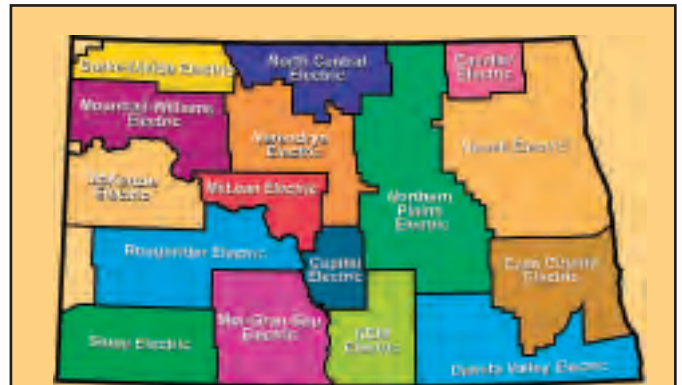 Burke-Divide Electric
North Central
Electric
Cavalier
Electric
Mountrail-Williams
Electric
Verendrye
Electric
Nodak Electric
McKenzie
Electric
McLean Electric
Northern
Plains
Electric
Roughrider Electric
Capital
Electric
Cass County
Electric
Slope Electric
Mor-Gran-Sou
Electric
KEM
Electric
Dakota Valley Electric